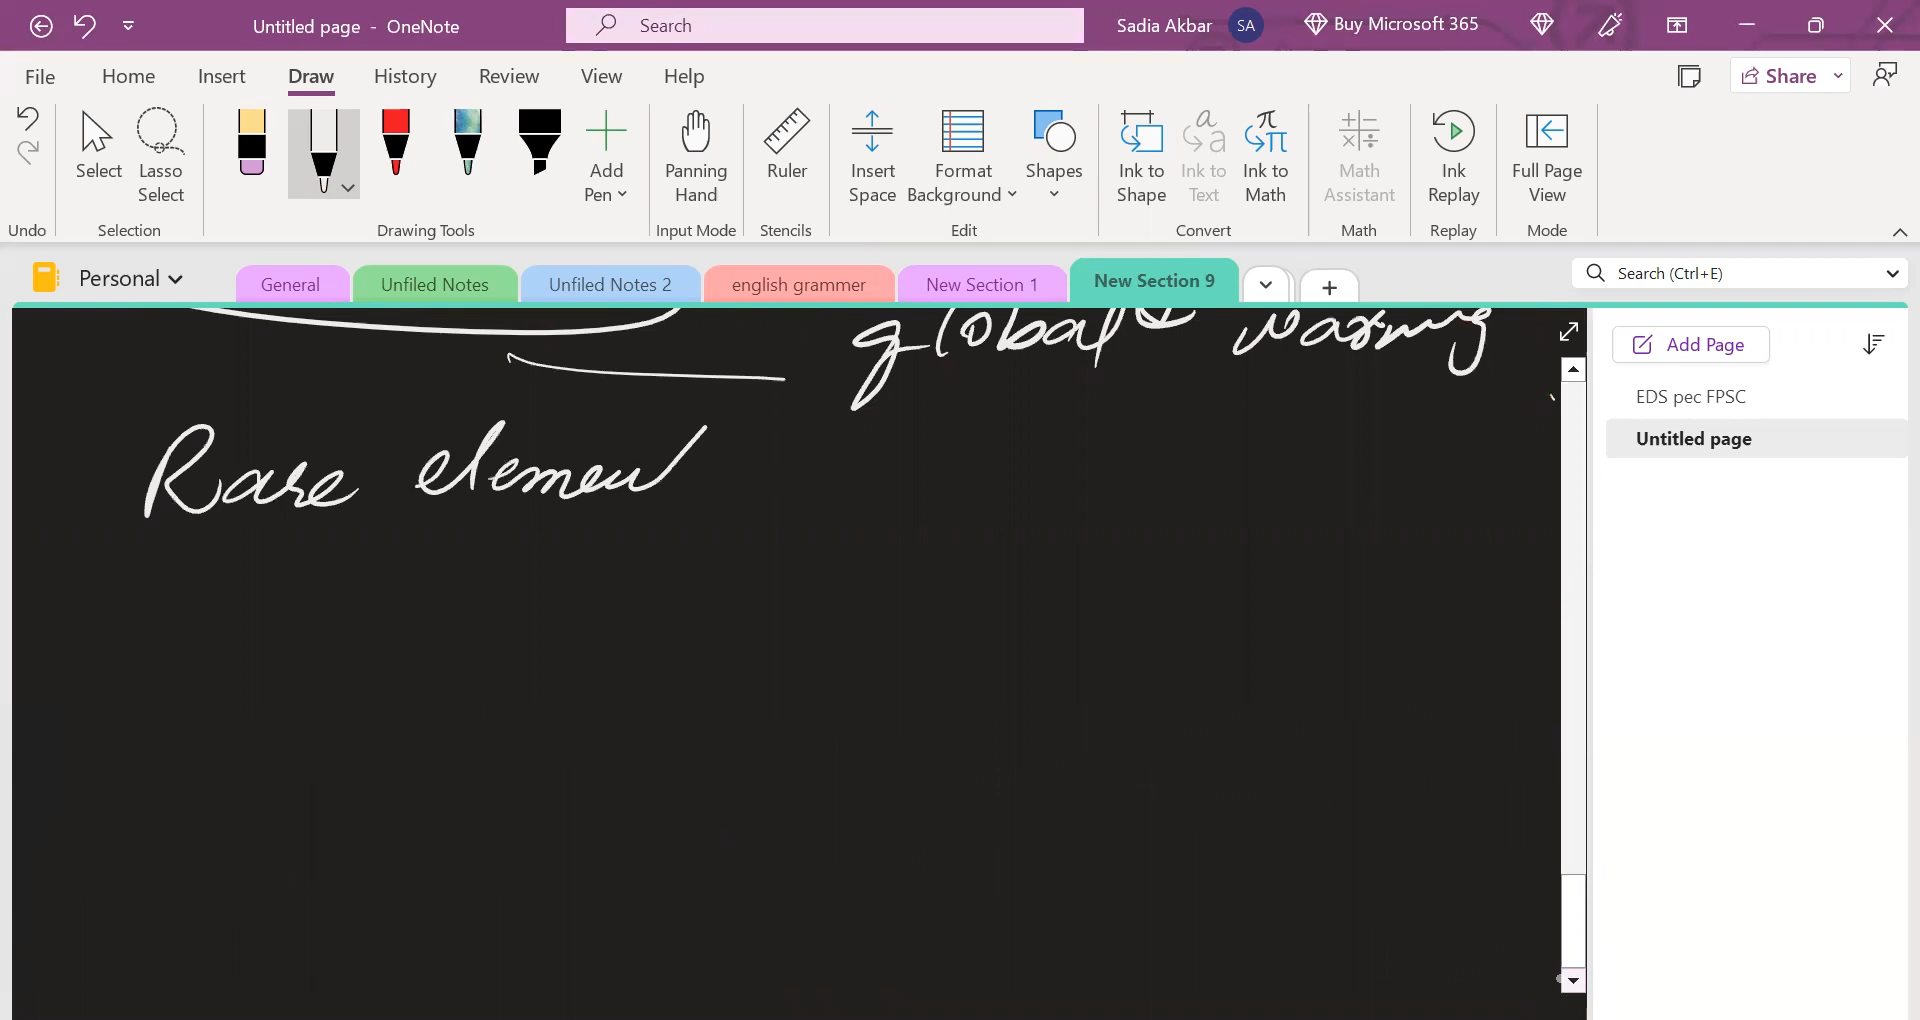 Untitled page - OneNote
Search
Sadia Akbar SA
Buy Microsoft 365
File Home Insert Draw History Review View Help
Share
Select
Lasso Select
Add Pen
Panning Hand
Ruler
Insert Space
Format Background
Shapes
Ink to Shape
Ink to Text
Ink to Math
Math Assistant
Ink Replay
Full Page View
Undo Selection Drawing Tools Input Mode Stencils Edit Convert Math Replay Mode
Personal
General Unfiled Notes Unfiled Notes 2 english grammer New Section 1 New Section 9
Search (Ctrl+E)
Add Page
EDS pec FPSC
Untitled page
global warming
Rare elemen